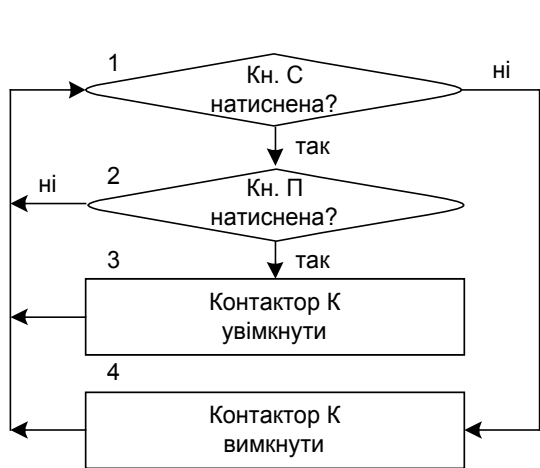 1
Кн. С
натиснена?
ні
так
2
ні
Кн. П
натиснена?
так
3
Контактор К
увімкнути
4
Контактор К
вимкнути